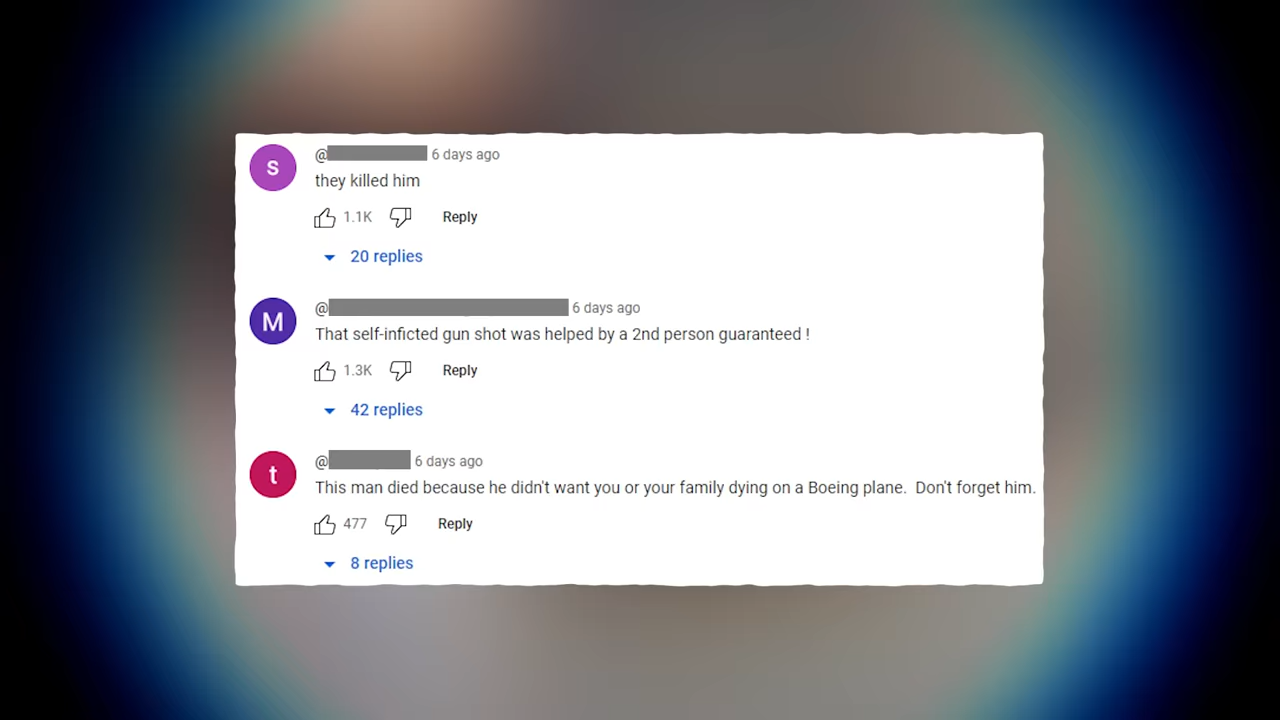 S
@ 6 days ago
they killed him
1.1K Reply
20 replies
M
@ 6 days ago
That self-inficted gun shot was helped by a 2nd person guaranteed !
1.3K Reply
42 replies
t
@ 6 days ago
This man died because he didn't want you or your family dying on a Boeing plane.  Don't forget him.
477 Reply
8 replies